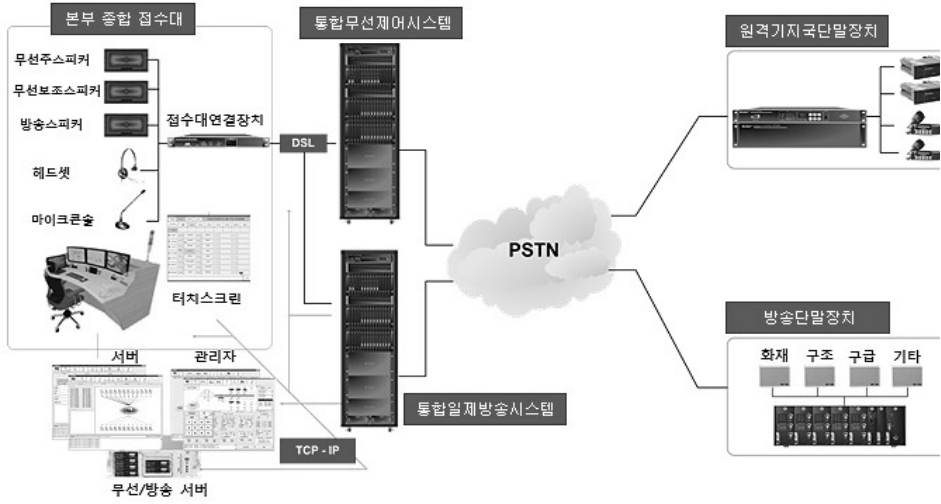 본부 종합 접수대
통합무선제어시스템
원격기지국단말장치
무선주스피커
무선보조스피커
방송스피커
접수대연결장치
DSL
헤드셋
마이크콘솔
터치스크린
PSTN
방송단말장치
화재 구조 구급 기타
서버 관리자
통합일제방송시스템
TCP - IP
무선/방송 서버